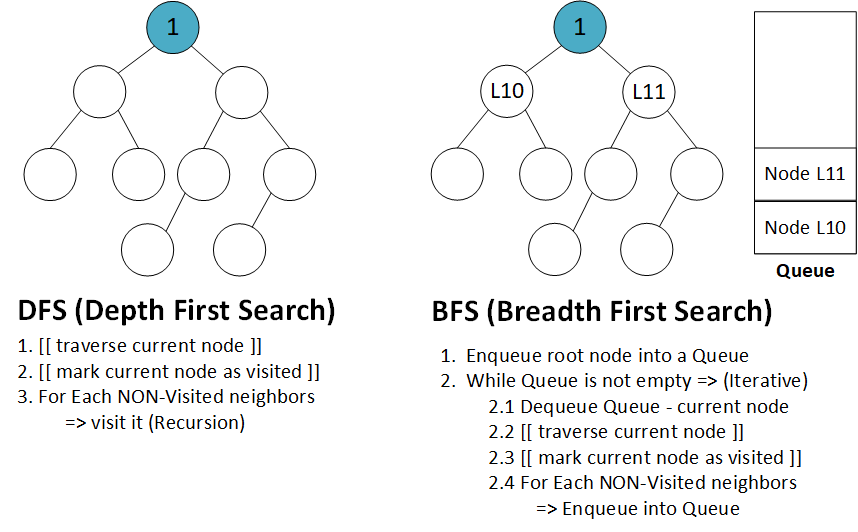 1
1
L10
L11
Node L11
Node L10
Queue
DFS (Depth First Search)
1. [[ traverse current node ]]
2. [[ mark current node as visited ]]
3. For Each NON-Visited neighbors
=> visit it (Recursion)
BFS (Breadth First Search)
1. Enqueue root node into a Queue
2. While Queue is not empty => (Iterative)
2.1 Dequeue Queue - current node
2.2 [[ traverse current node ]]
2.3 [[ mark current node as visited ]]
2.4 For Each NON-Visited neighbors
=> Enqueue into Queue